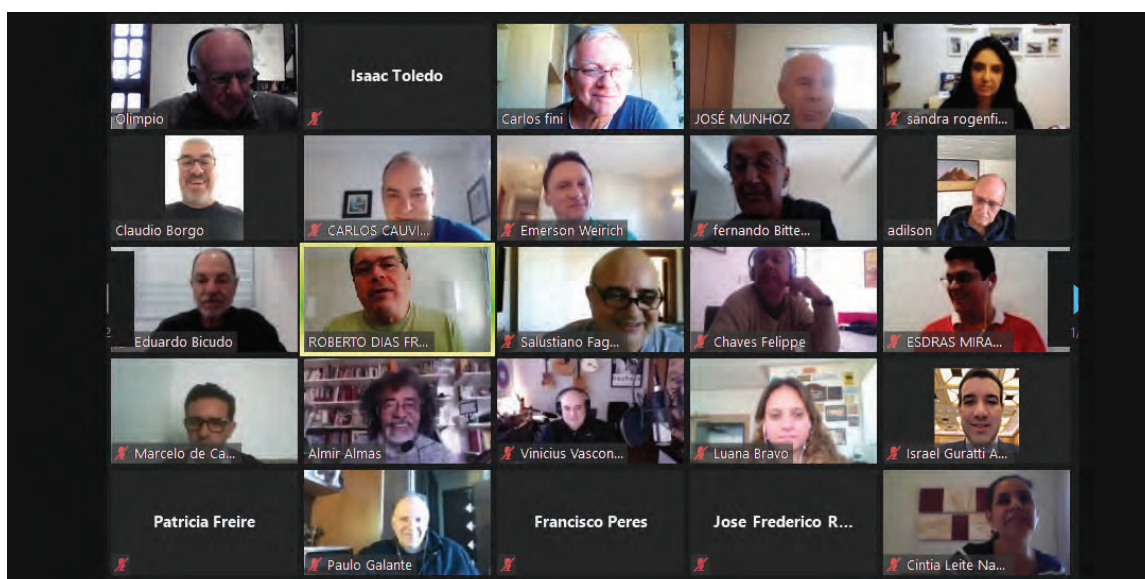 Olimpio
Isaac Toledo
Carlos fini
JOSÉ MUNHOZ
sandra rogenfi...
Claudio Borgo
CARLOS CAUVI...
Emerson Weirich
fernando Bitte...
adilson
Eduardo Bicudo
ROBERTO DIAS FR...
Salustiano Fag...
Chaves Felippe
ESDRAS MIRA...
Marcelo de Ca...
Almir Almas
Vinicius Vascon...
Luana Bravo
Israel Guratti A...
Patricia Freire
Paulo Galante
Francisco Peres
Jose Frederico R...
Cintia Leite Na...